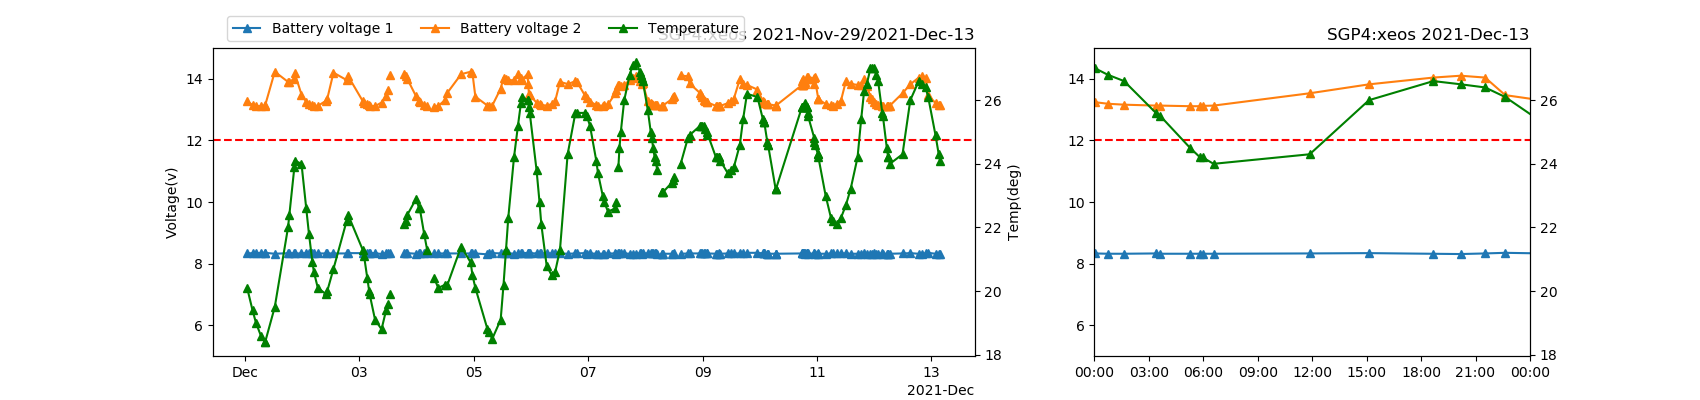 Battery voltage 1 Battery voltage 2 Temperature
SGP4:xeos 2021-Nov-29/2021-Dec-13
SGP4:xeos 2021-Dec-13
14 26 14 26
12 12
24 24
Voltage(v) 10 Temp(deg) 10
22 22
8 8
20 20
6 6
18 18
Dec 03 05 07 09 11 13
00:00 03:00 06:00 09:00 12:00 15:00 18:00 21:00 00:00
2021-Dec